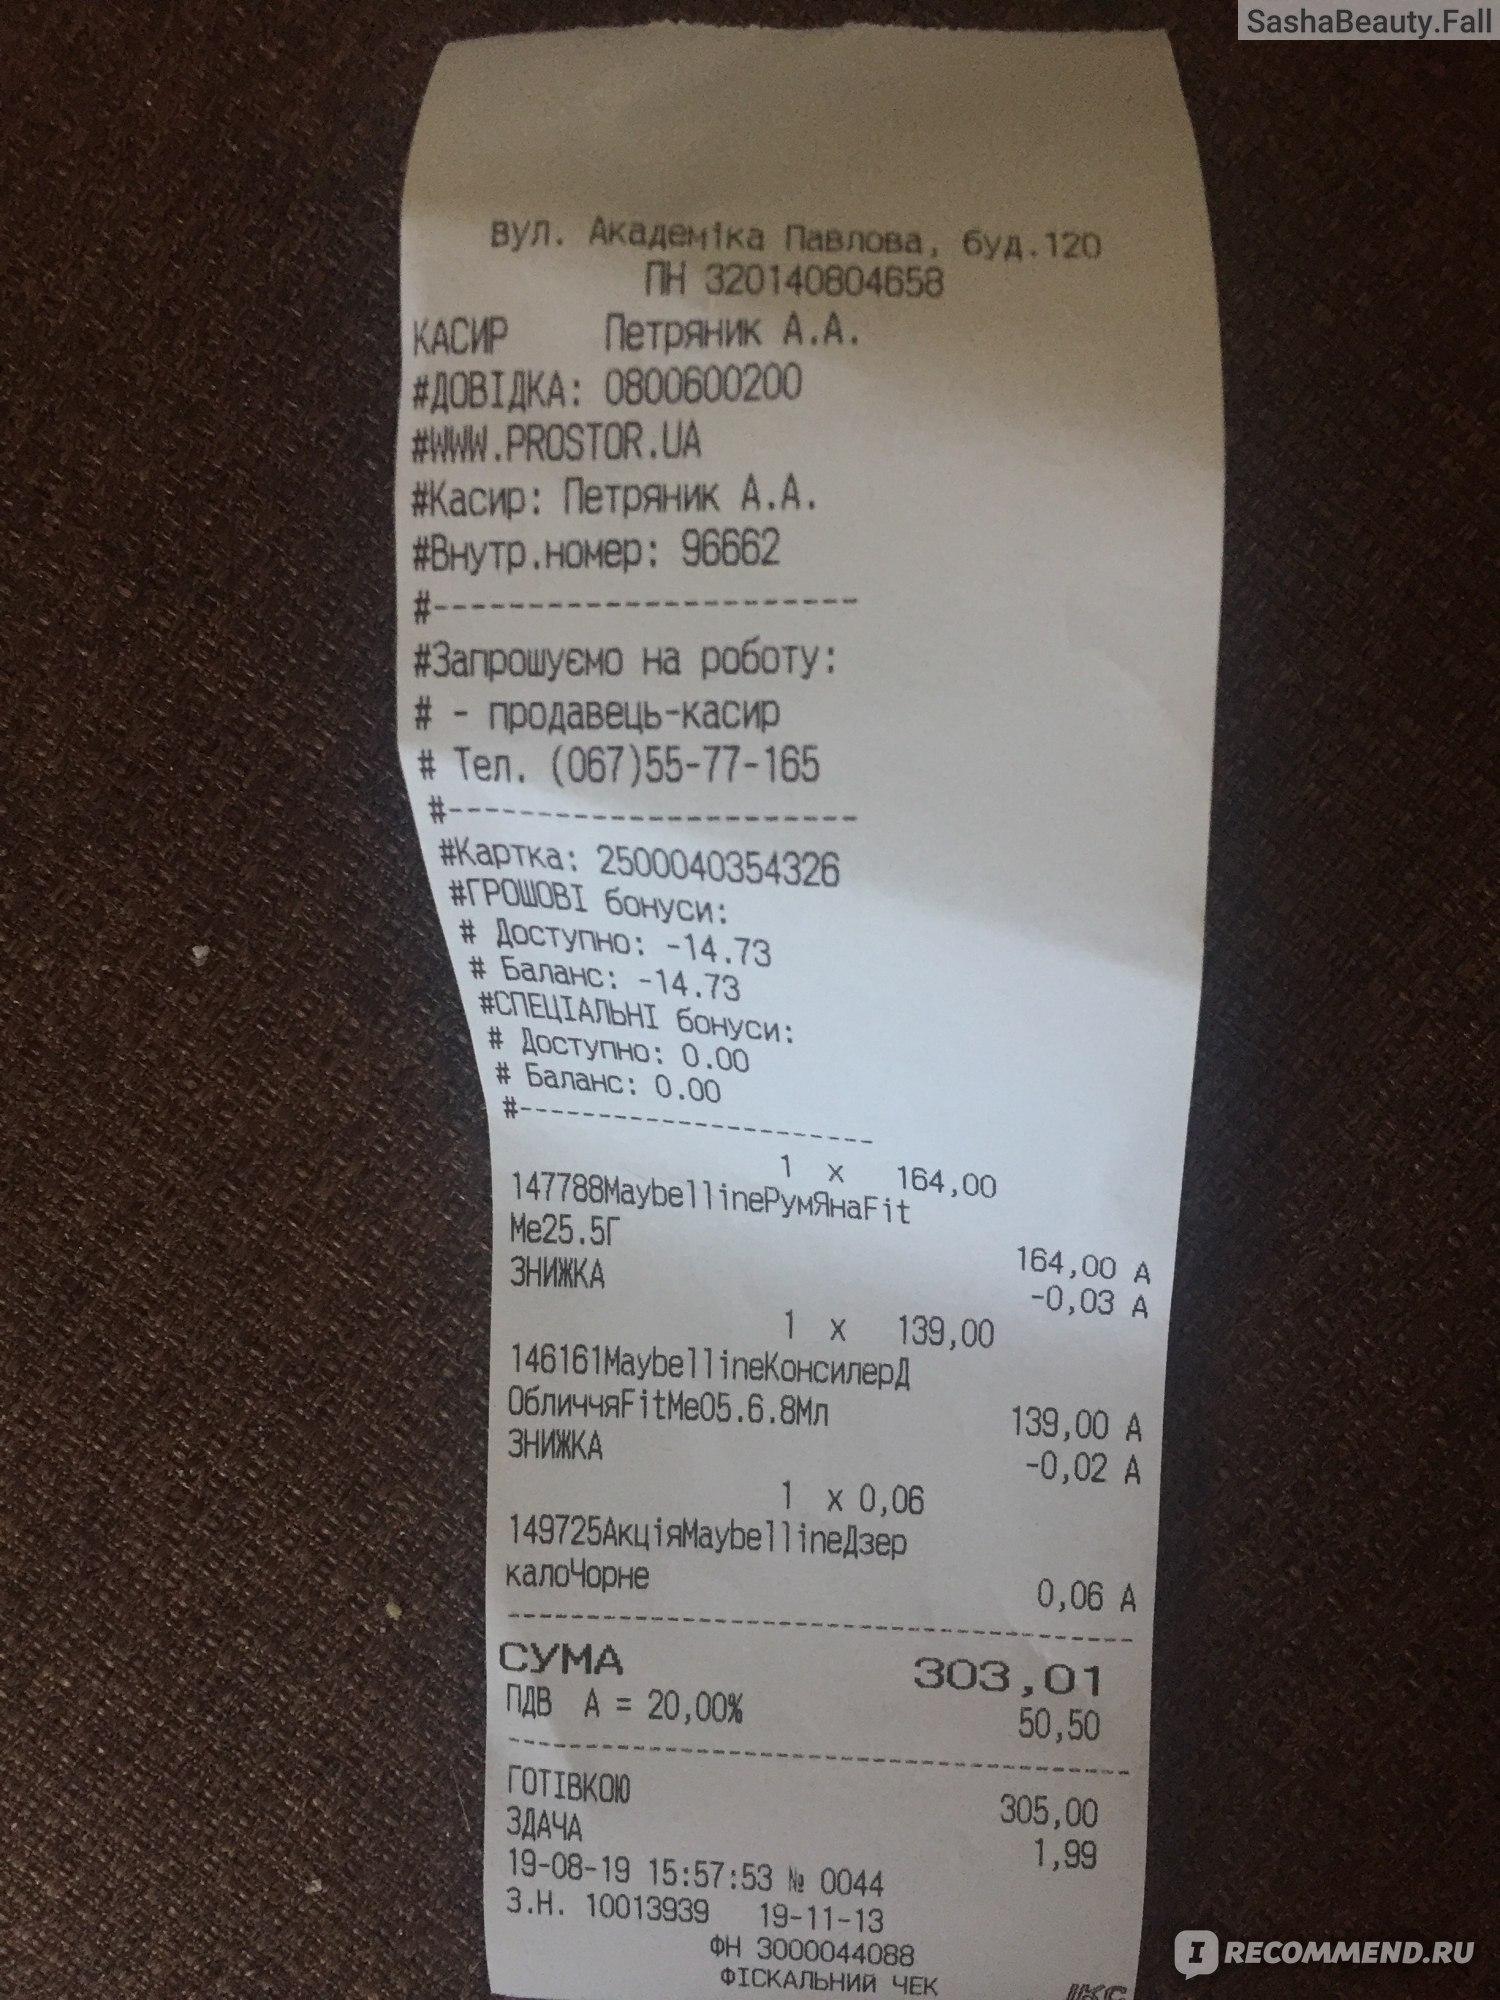 SashaBeauty.Fall
вул. Академіка Павлова, буд.120
ПН 320140804658
КАСИР Петряник А.А.
#ДОВІДКА: 0800600200
#WWW.PROSTOR.UA
#Касир: Петряник А.А.
#Внутр.номер: 96662
#----------------------
#Запрошуємо на роботу:
# - продавець-касир
# Тел. (067)55-77-165
#----------------------
#Картка: 2500040354326
#ГРОШОВІ бонуси:
# Доступно: -14.73
# Баланс: -14.73
#СПЕЦІАЛЬНІ бонуси:
# Доступно: 0.00
# Баланс: 0.00
#----------------------
1 x 164,00
147788MaybellineРумЯнаFit
Me25.5Г
164,00 А
ЗНИЖКА -0,03 А
1 x 139,00
146161MaybellineКонсилерД
ОбличчяFitMe05.6.8Мл 139,00 А
ЗНИЖКА -0,02 А
1 x 0,06
149725АкціяMaybellineДзер
калоЧорне 0,06 А
СУМА 303,01
ПДВ А = 20,00% 50,50
ГОТІВКОЮ 305,00
ЗДАЧА 1,99
19-08-19 15:57:53 № 0044
З.Н. 10013939 19-11-13
ФН 3000044088
ФІСКАЛЬНИЙ ЧЕК
IRECOMMEND.RU